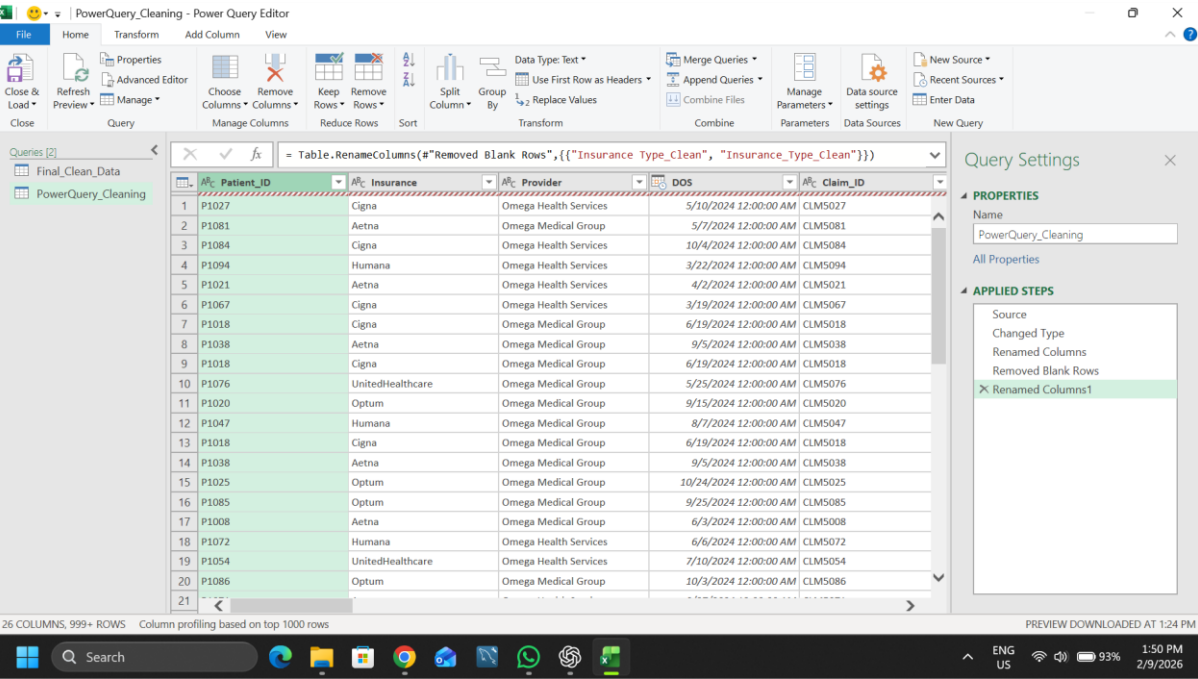 PowerQuery_Cleaning - Power Query Editor
File Home Transform Add Column View
Close & Load
Close
Refresh Preview
Properties
Advanced Editor
Manage
Query
Choose Columns
Remove Columns
Manage Columns
Keep Rows
Remove Rows
Reduce Rows
Sort
Split Column
Group By
Data Type: Text
Use First Row as Headers
Replace Values
Transform
Merge Queries
Append Queries
Combine Files
Combine
Manage Parameters
Parameters
Data source settings
Data Sources
New Source
Recent Sources
Enter Data
New Query
Queries [2]
Final_Clean_Data
PowerQuery_Cleaning
fx = Table.RenameColumns(#"Removed Blank Rows",{{"Insurance Type_Clean", "Insurance_Type_Clean"}})
Patient_ID Insurance Provider DOS Claim_ID
1 P1027 Cigna Omega Health Services 5/10/2024 12:00:00 AM CLM5027
2 P1081 Aetna Omega Medical Group 5/7/2024 12:00:00 AM CLM5081
3 P1084 Cigna Omega Health Services 10/4/2024 12:00:00 AM CLM5084
4 P1094 Humana Omega Health Services 3/22/2024 12:00:00 AM CLM5094
5 P1021 Aetna Omega Health Services 4/2/2024 12:00:00 AM CLM5021
6 P1067 Cigna Omega Health Services 3/19/2024 12:00:00 AM CLM5067
7 P1018 Cigna Omega Medical Group 6/19/2024 12:00:00 AM CLM5018
8 P1038 Aetna Omega Medical Group 9/5/2024 12:00:00 AM CLM5038
9 P1018 Cigna Omega Medical Group 6/19/2024 12:00:00 AM CLM5018
10 P1076 UnitedHealthcare Omega Medical Group 5/25/2024 12:00:00 AM CLM5076
11 P1020 Optum Omega Medical Group 9/15/2024 12:00:00 AM CLM5020
12 P1047 Humana Omega Medical Group 8/7/2024 12:00:00 AM CLM5047
13 P1018 Cigna Omega Medical Group 6/19/2024 12:00:00 AM CLM5018
14 P1038 Aetna Omega Medical Group 9/5/2024 12:00:00 AM CLM5038
15 P1025 Optum Omega Medical Group 10/24/2024 12:00:00 AM CLM5025
16 P1085 Optum Omega Medical Group 9/25/2024 12:00:00 AM CLM5085
17 P1008 Aetna Omega Medical Group 6/3/2024 12:00:00 AM CLM5008
18 P1072 Humana Omega Health Services 6/6/2024 12:00:00 AM CLM5072
19 P1054 UnitedHealthcare Omega Health Services 7/10/2024 12:00:00 AM CLM5054
20 P1086 Optum Omega Medical Group 10/3/2024 12:00:00 AM CLM5086
21
Query Settings
PROPERTIES
Name
PowerQuery_Cleaning
All Properties
APPLIED STEPS
Source
Changed Type
Renamed Columns
Removed Blank Rows
Renamed Columns1
26 COLUMNS, 999+ ROWS Column profiling based on top 1000 rows PREVIEW DOWNLOADED AT 1:24 PM
Search
ENG US
93%
1:50 PM
2/9/2026